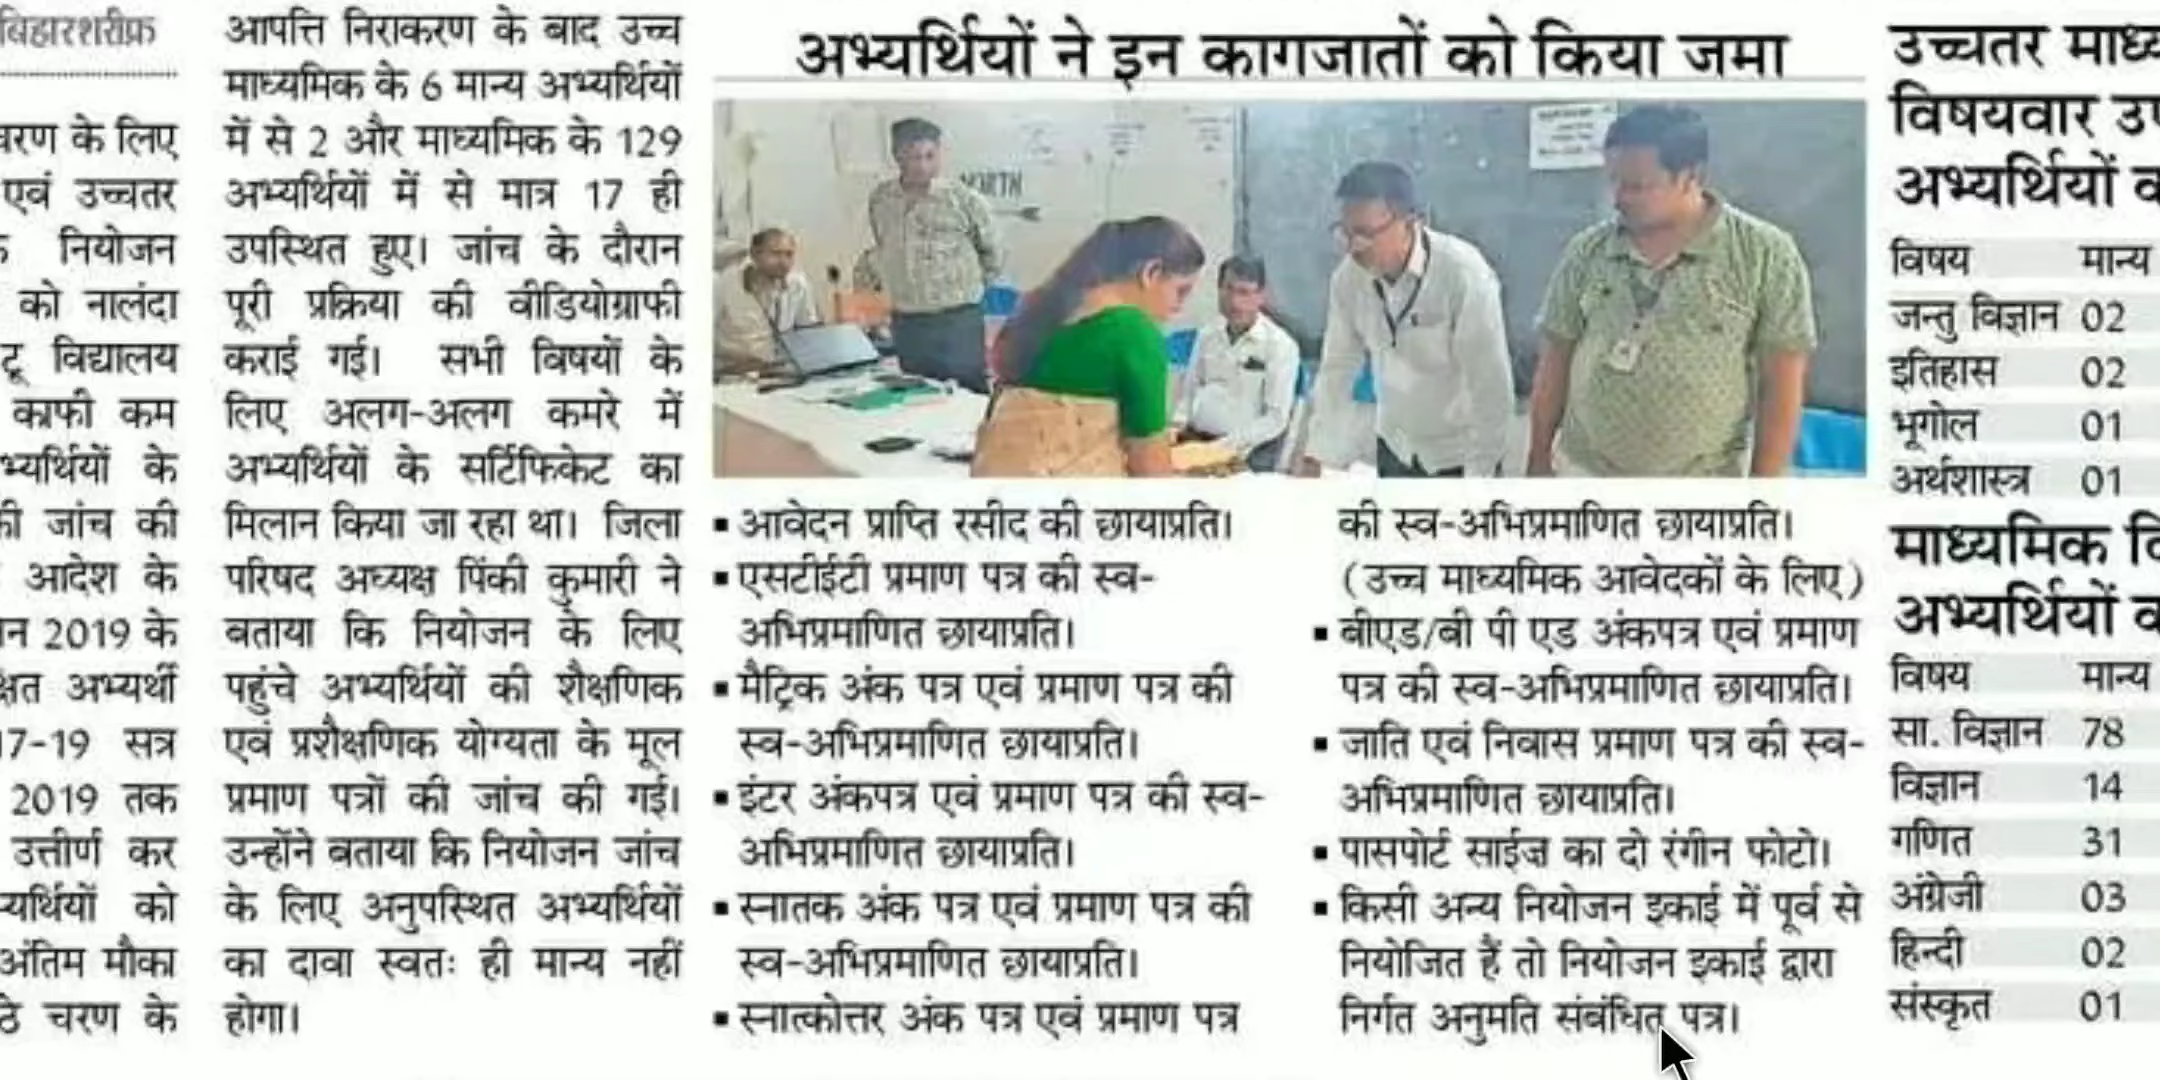 बिहारशरीफ
वरण के लिए
एवं उच्चतर
नियोजन
को नालंदा
टू विद्यालय
काफी कम
भ्यर्थियों के
की जांच की
आदेश के
2019 के
अभ्यर्थी
17-19 सत्र
2019 तक
उत्तीर्ण कर
भ्यर्थियों को
अंतिम मौका
चरण के
आपत्ति निराकरण के बाद उच्च
माध्यमिक के 6 मान्य अभ्यर्थियों
में से 2 और माध्यमिक के 129
अभ्यर्थियों में से मात्र 17 ही
उपस्थित हुए। जांच के दौरान
पूरी प्रक्रिया की वीडियोग्राफी
कराई गई। सभी विषयों के
लिए अलग-अलग कमरे में
अभ्यर्थियों के सर्टिफिकेट का
मिलान किया जा रहा था। जिला
परिषद अध्यक्ष पिंकी कुमारी ने
बताया कि नियोजन के लिए
पहुंचे अभ्यर्थियों की शैक्षणिक
एवं प्रशैक्षणिक योग्यता के मूल
प्रमाण पत्रों की जांच की गई।
उन्होंने बताया कि नियोजन जांच
के लिए अनुपस्थित अभ्यर्थियों
का दावा स्वतः ही मान्य नहीं
होगा।
अभ्यर्थियों ने इन कागजातों को किया जमा
NORTH
▪ आवेदन प्राप्ति रसीद की छायाप्रति।
▪ एसटीईटी प्रमाण पत्र की स्व-
अभिप्रमाणित छायाप्रति।
▪ मैट्रिक अंक पत्र एवं प्रमाण पत्र की
स्व-अभिप्रमाणित छायाप्रति।
▪ इंटर अंकपत्र एवं प्रमाण पत्र की स्व-
अभिप्रमाणित छायाप्रति।
▪ स्नातक अंक पत्र एवं प्रमाण पत्र की
स्व-अभिप्रमाणित छायाप्रति।
▪ स्नात्कोत्तर अंक पत्र एवं प्रमाण पत्र
की स्व-अभिप्रमाणित छायाप्रति।
(उच्च माध्यमिक आवेदकों के लिए)
▪ बीएड/बी पी एड अंकपत्र एवं प्रमाण
पत्र की स्व-अभिप्रमाणित छायाप्रति।
▪ जाति एवं निवास प्रमाण पत्र की स्व-
अभिप्रमाणित छायाप्रति।
▪ पासपोर्ट साईज का दो रंगीन फोटो।
▪ किसी अन्य नियोजन इकाई में पूर्व से
नियोजित हैं तो नियोजन इकाई द्वारा
निर्गत अनुमति संबंधित पत्र।
उच्चतर माध्य
विषयवार उप
अभ्यर्थियों क
विषय मान्य
जन्तु विज्ञान 02
इतिहास 02
भूगोल 01
अर्थशास्त्र 01
माध्यमिक वि
अभ्यर्थियों क
विषय मान्य
सा. विज्ञान 78
विज्ञान 14
गणित 31
अंग्रेजी 03
हिन्दी 02
संस्कृत 01